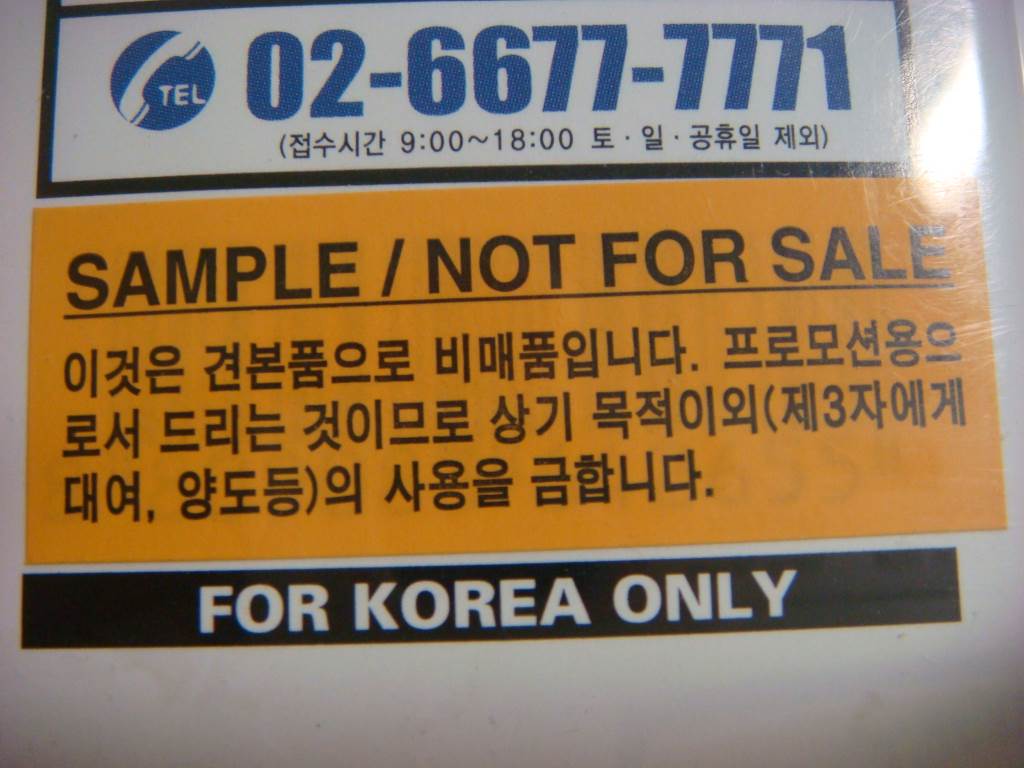 TEL 02-6677-7771
(접수시간 9:00~18:00 토·일·공휴일 제외)
SAMPLE / NOT FOR SALE
이것은 견본품으로 비매품입니다. 프로모션용으
로서 드리는 것이므로 상기 목적이외(제3자에게
대여, 양도등)의 사용을 금합니다.
FOR KOREA ONLY